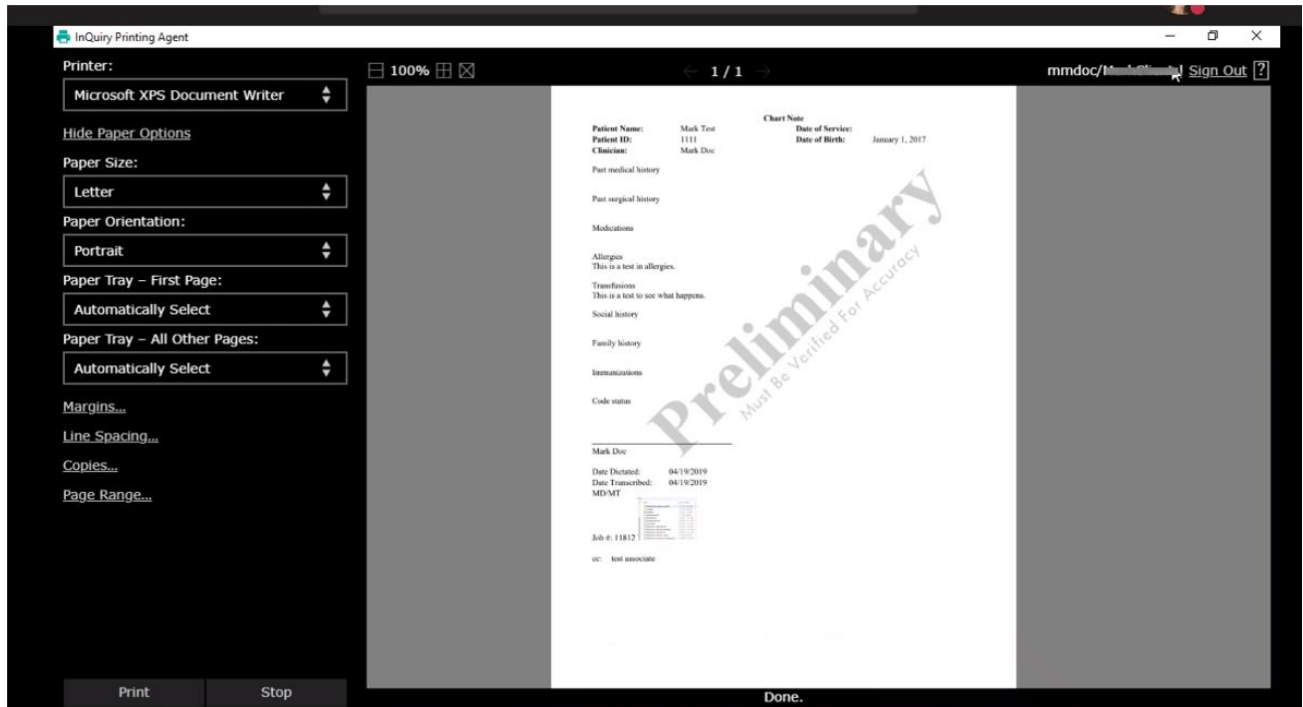 InQuiry Printing Agent
Printer:
Microsoft XPS Document Writer
Hide Paper Options
Paper Size:
Letter
Paper Orientation:
Portrait
Paper Tray – First Page:
Automatically Select
Paper Tray – All Other Pages:
Automatically Select
Margins...
Line Spacing...
Copies...
Page Range...
Print Stop
100%
1 / 1
mmdoc/ Sign Out ?
Chart Note
Patient Name: Mark Test Date of Service:
Patient ID: 1111 Date of Birth: January 1, 2017
Clinician: Mark Doc
Past medical history
Past surgical history
Medications
Allergies
This is a test in allergies.
Transfusions
This is a test to see what happens.
Social history
Family history
Immunizations
Code status
Preliminary
Must Be Verified For Accuracy
Mark Doc
Date Dictated: 04/19/2019
Date Transcribed: 04/19/2019
MD/MT
Job #: 11812
cc: test associate
Done.